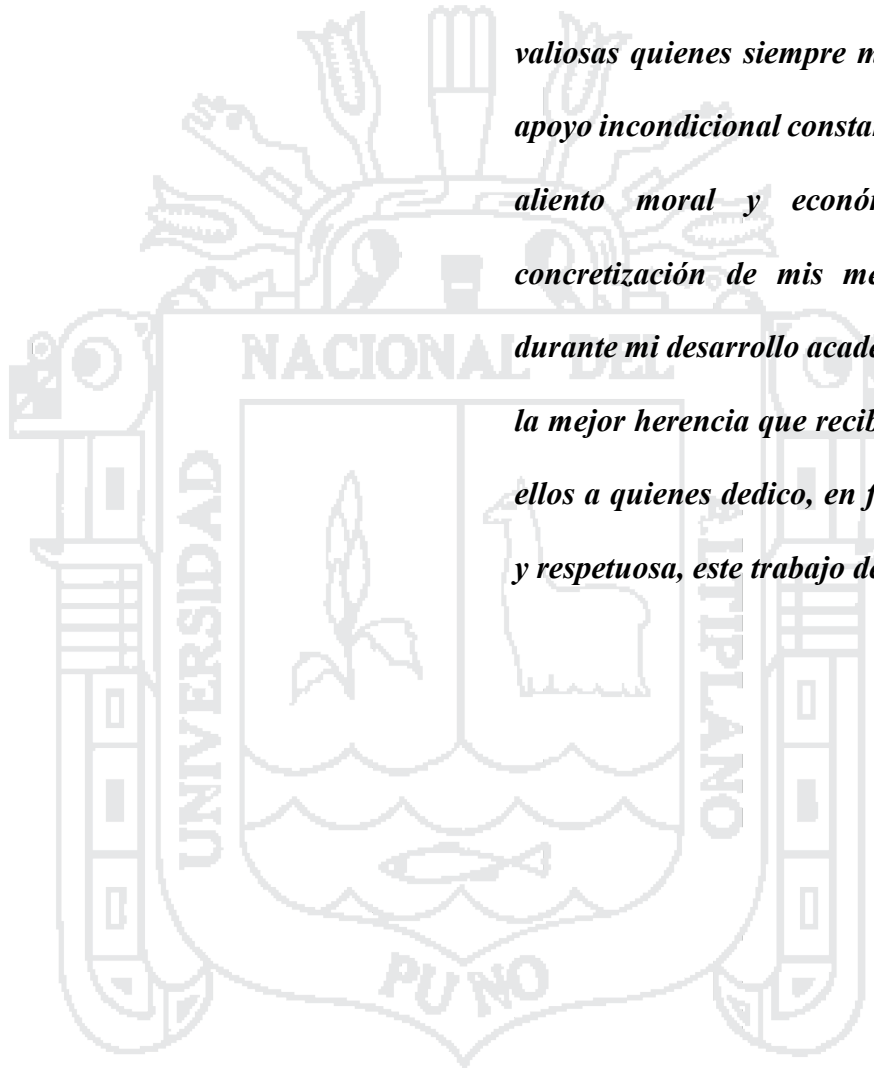 valiosas quienes siempre
apoyo incondicional
aliento moral y
concretización de mis
durante mi desarrollo
la mejor herencia que
ellos a quienes dedico, en
y respetuosa, este trabajo
UNIVERSIDAD
NACIONAL DEL
ALTIPLANO
PUNO